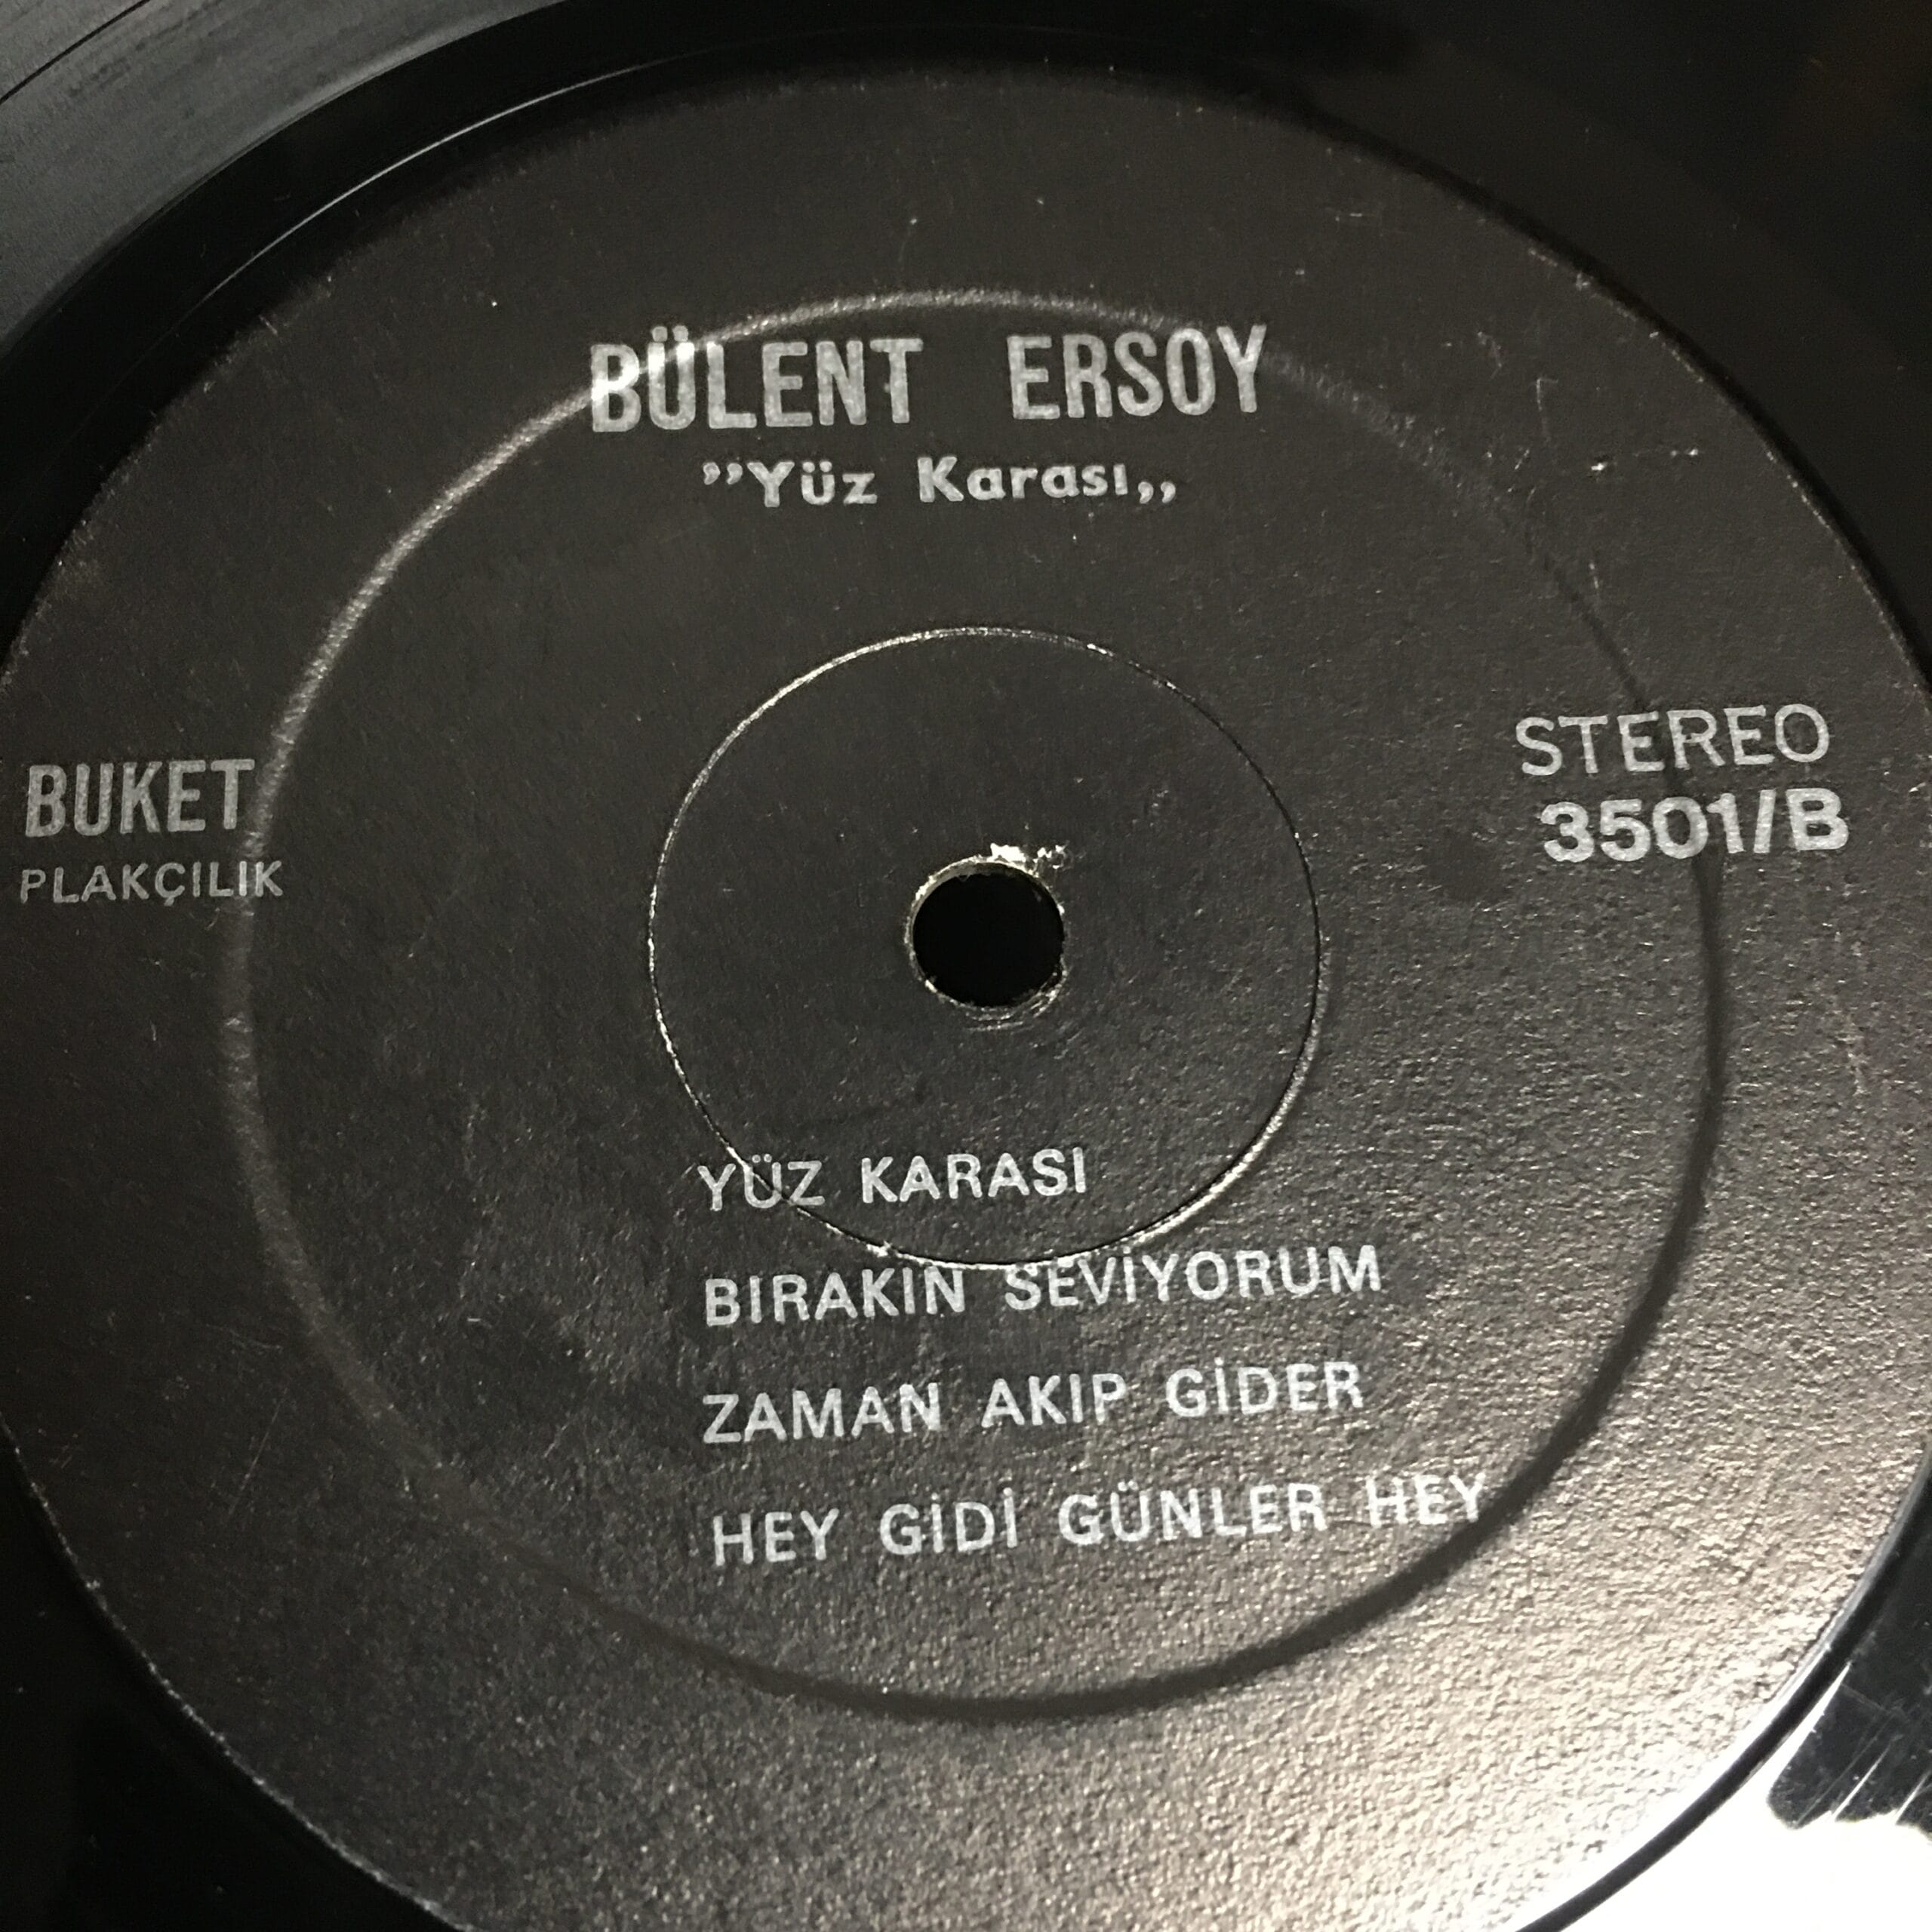 BÜLENT ERSOY
”Yüz Karası„
STEREO
3501/B
BUKET
PLAKÇILIK
YÜZ KARASI
BIRAKIN SEVİYORUM
ZAMAN AKIP GİDER
HEY GİDİ GÜNLER HEY